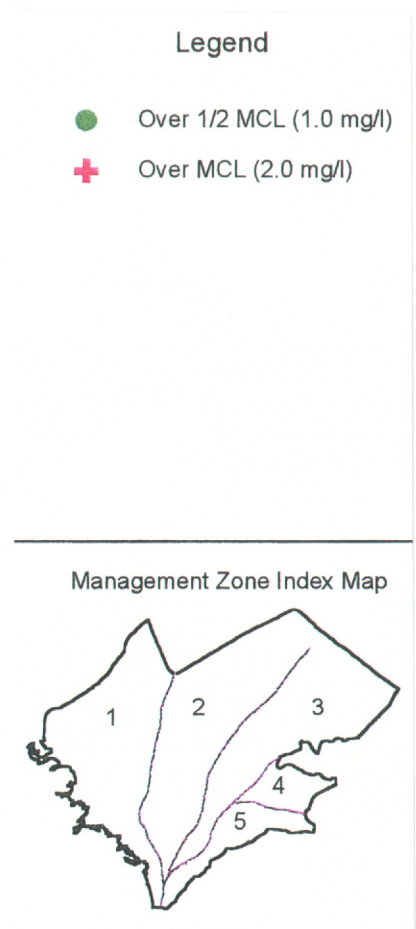 Legend
Over 1/2 MCL (1.0 mg/l)
Over MCL (2.0 mg/l)
Management Zone Index Map
1
2
3
4
5